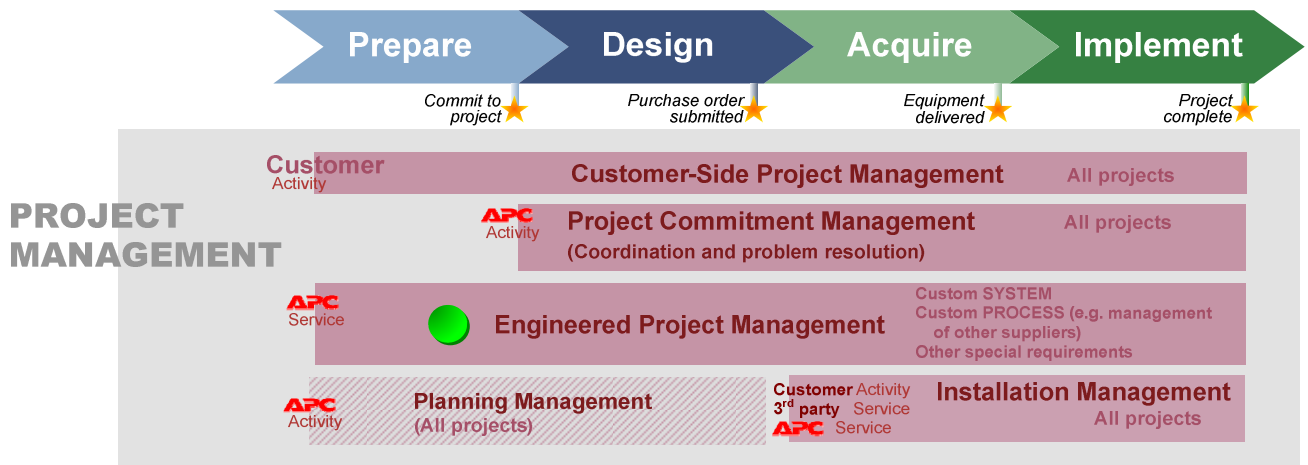 Prepare
Design
Acquire
Implement
Commit to
project
Purchase order
submitted
Equipment
delivered
Project
complete
PROJECT
MANAGEMENT
Customer
Activity
Customer-Side Project Management
All projects
APC
Activity
Project Commitment Management
(Coordination and problem resolution)
All projects
APC
Service
Engineered Project Management
Custom SYSTEM
Custom PROCESS (e.g. management
of other suppliers)
Other special requirements
APC
Activity
Planning Management
(All projects)
Customer Activity
3rd party Service
APC Service
Installation Management
All projects